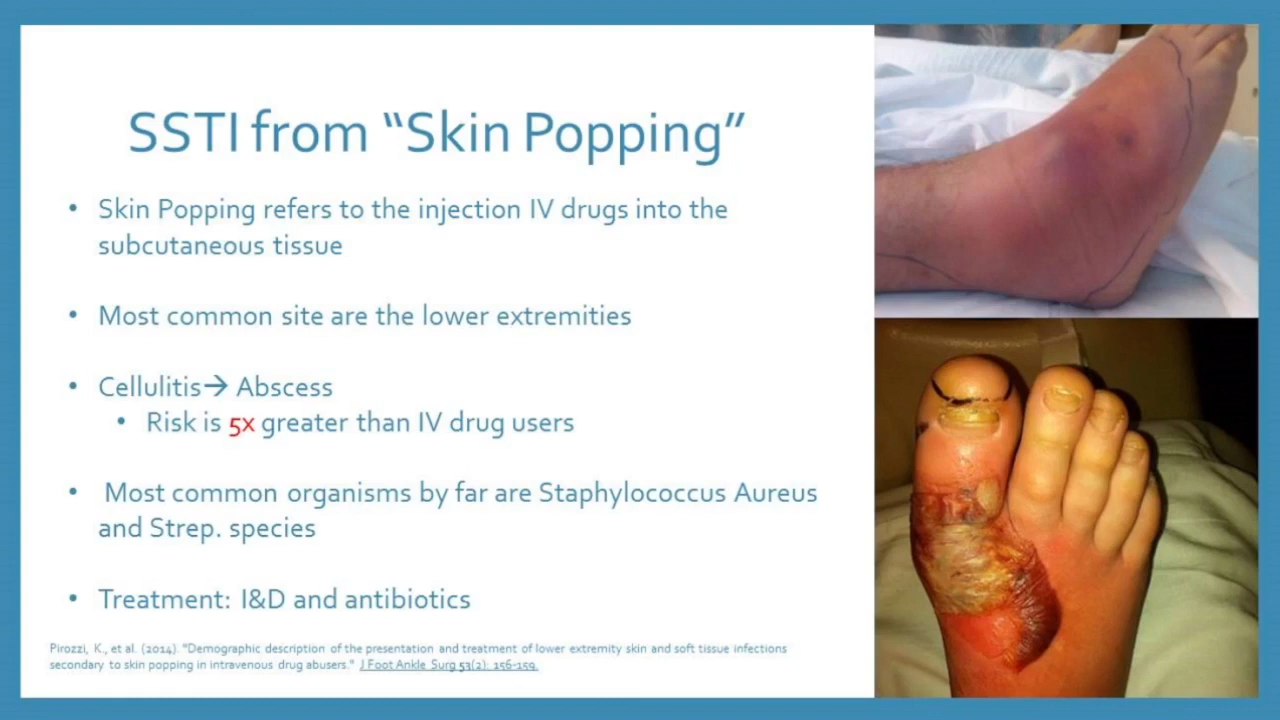 SSTI from “Skin Popping”
• Skin Popping refers to the injection IV drugs into the
subcutaneous tissue
• Most common site are the lower extremities
• Cellulitis→ Abscess
• Risk is 5x greater than IV drug users
• Most common organisms by far are Staphylococcus Aureus
and Strep. species
• Treatment: I&D and antibiotics
Pirozzi, K., et al. (2014). "Demographic description of the presentation and treatment of lower extremity skin and soft tissue infections
secondary to skin popping in intravenous drug abusers." J Foot Ankle Surg 53(2): 156-159.